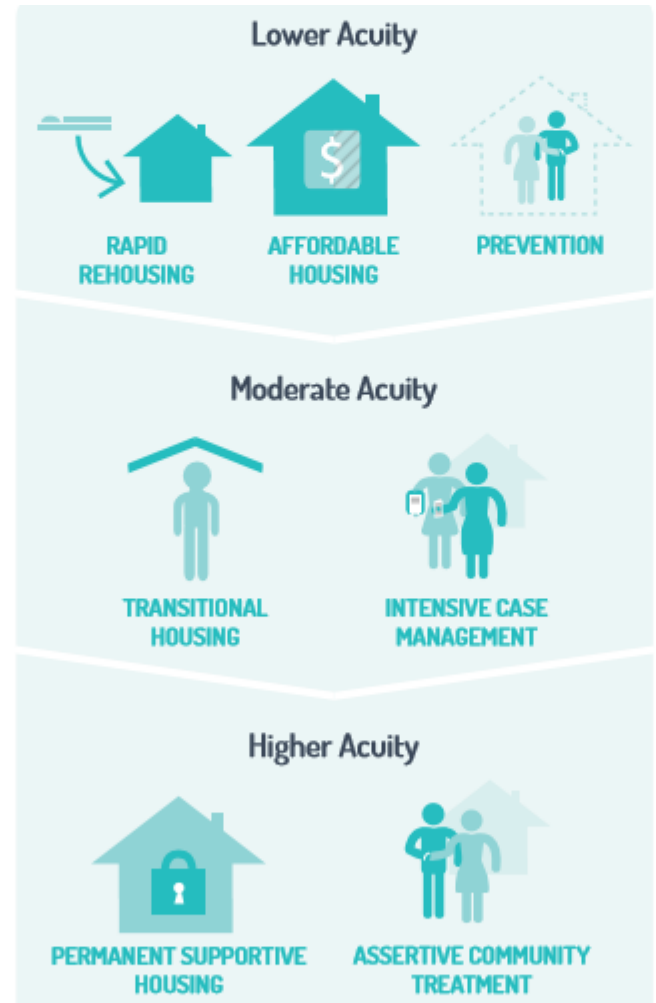 Lower Acuity
$
RAPID
REHOUSING
AFFORDABLE
HOUSING
PREVENTION
Moderate Acuity
TRANSITIONAL
HOUSING
INTENSIVE CASE
MANAGEMENT
Higher Acuity
PERMANENT SUPPORTIVE
HOUSING
ASSERTIVE COMMUNITY
TREATMENT